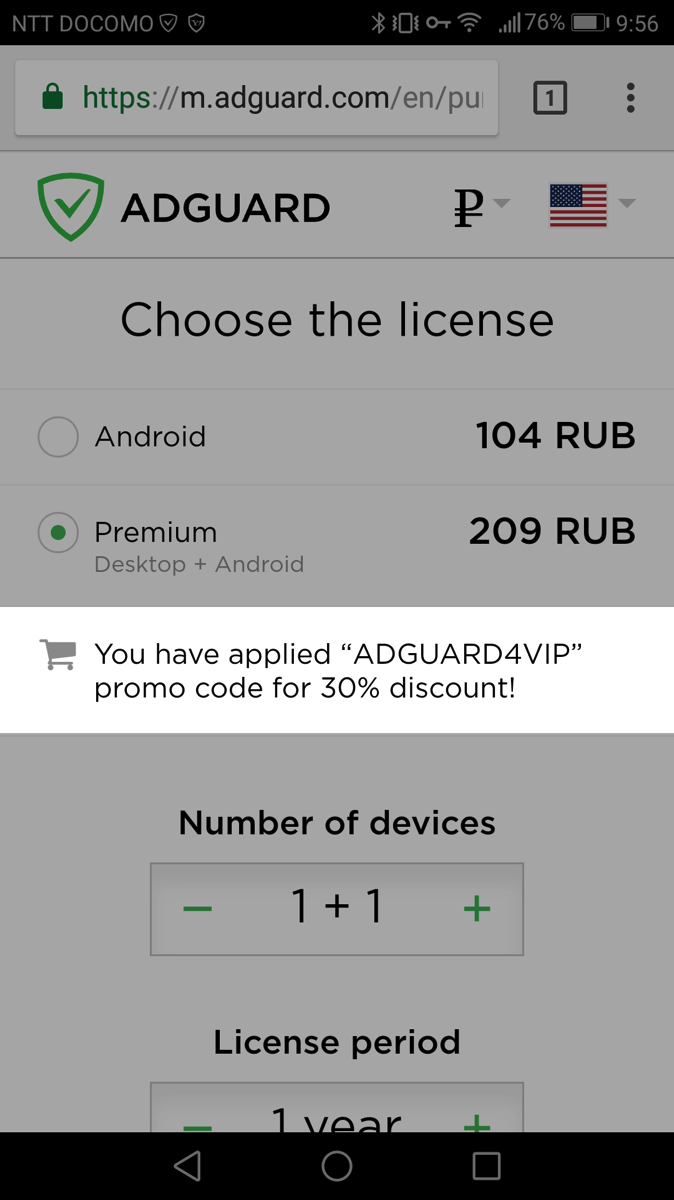 NTT DOCOMO 76% 9:56
https://m.adguard.com/en/pu
1
ADGUARD ₽
Choose the license
Android 104 RUB
Premium 209 RUB
Desktop + Android
You have applied “ADGUARD4VIP”
promo code for 30% discount!
Number of devices
− 1 + 1 +
License period
− 1 year +